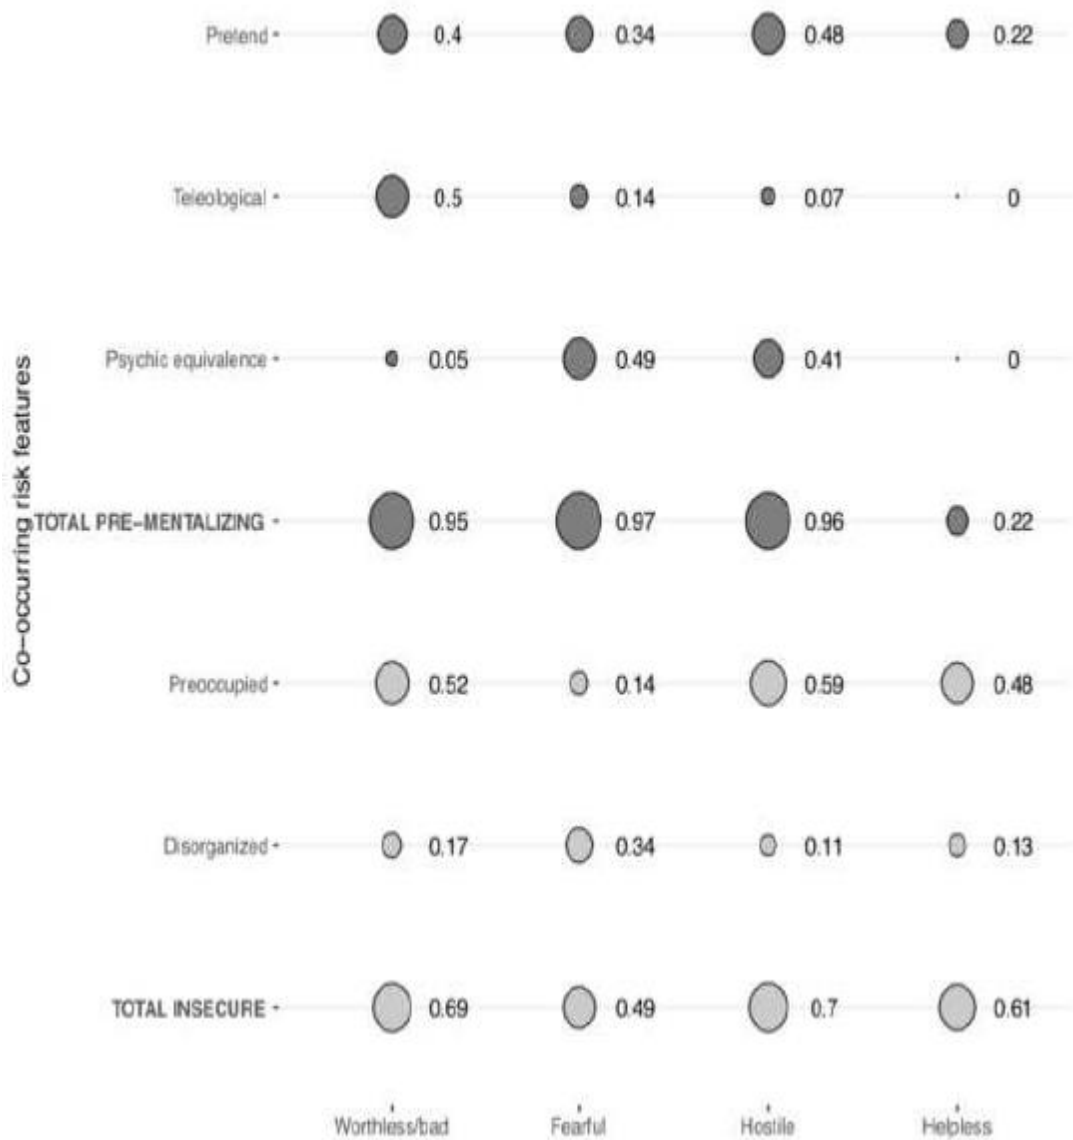 Pretend 0.4 0.34 0.48 0.22
Teleological 0.5 0.14 0.07 0
Psychic equivalence 0.05 0.49 0.41 0
Co-occurring risk features
TOTAL PRE-MENTALIZING 0.95 0.97 0.96 0.22
Preoccupied 0.52 0.14 0.59 0.48
Disorganized 0.17 0.34 0.11 0.13
TOTAL INSECURE 0.69 0.49 0.7 0.61
Worthless/bad Fearful Hostile Helpless